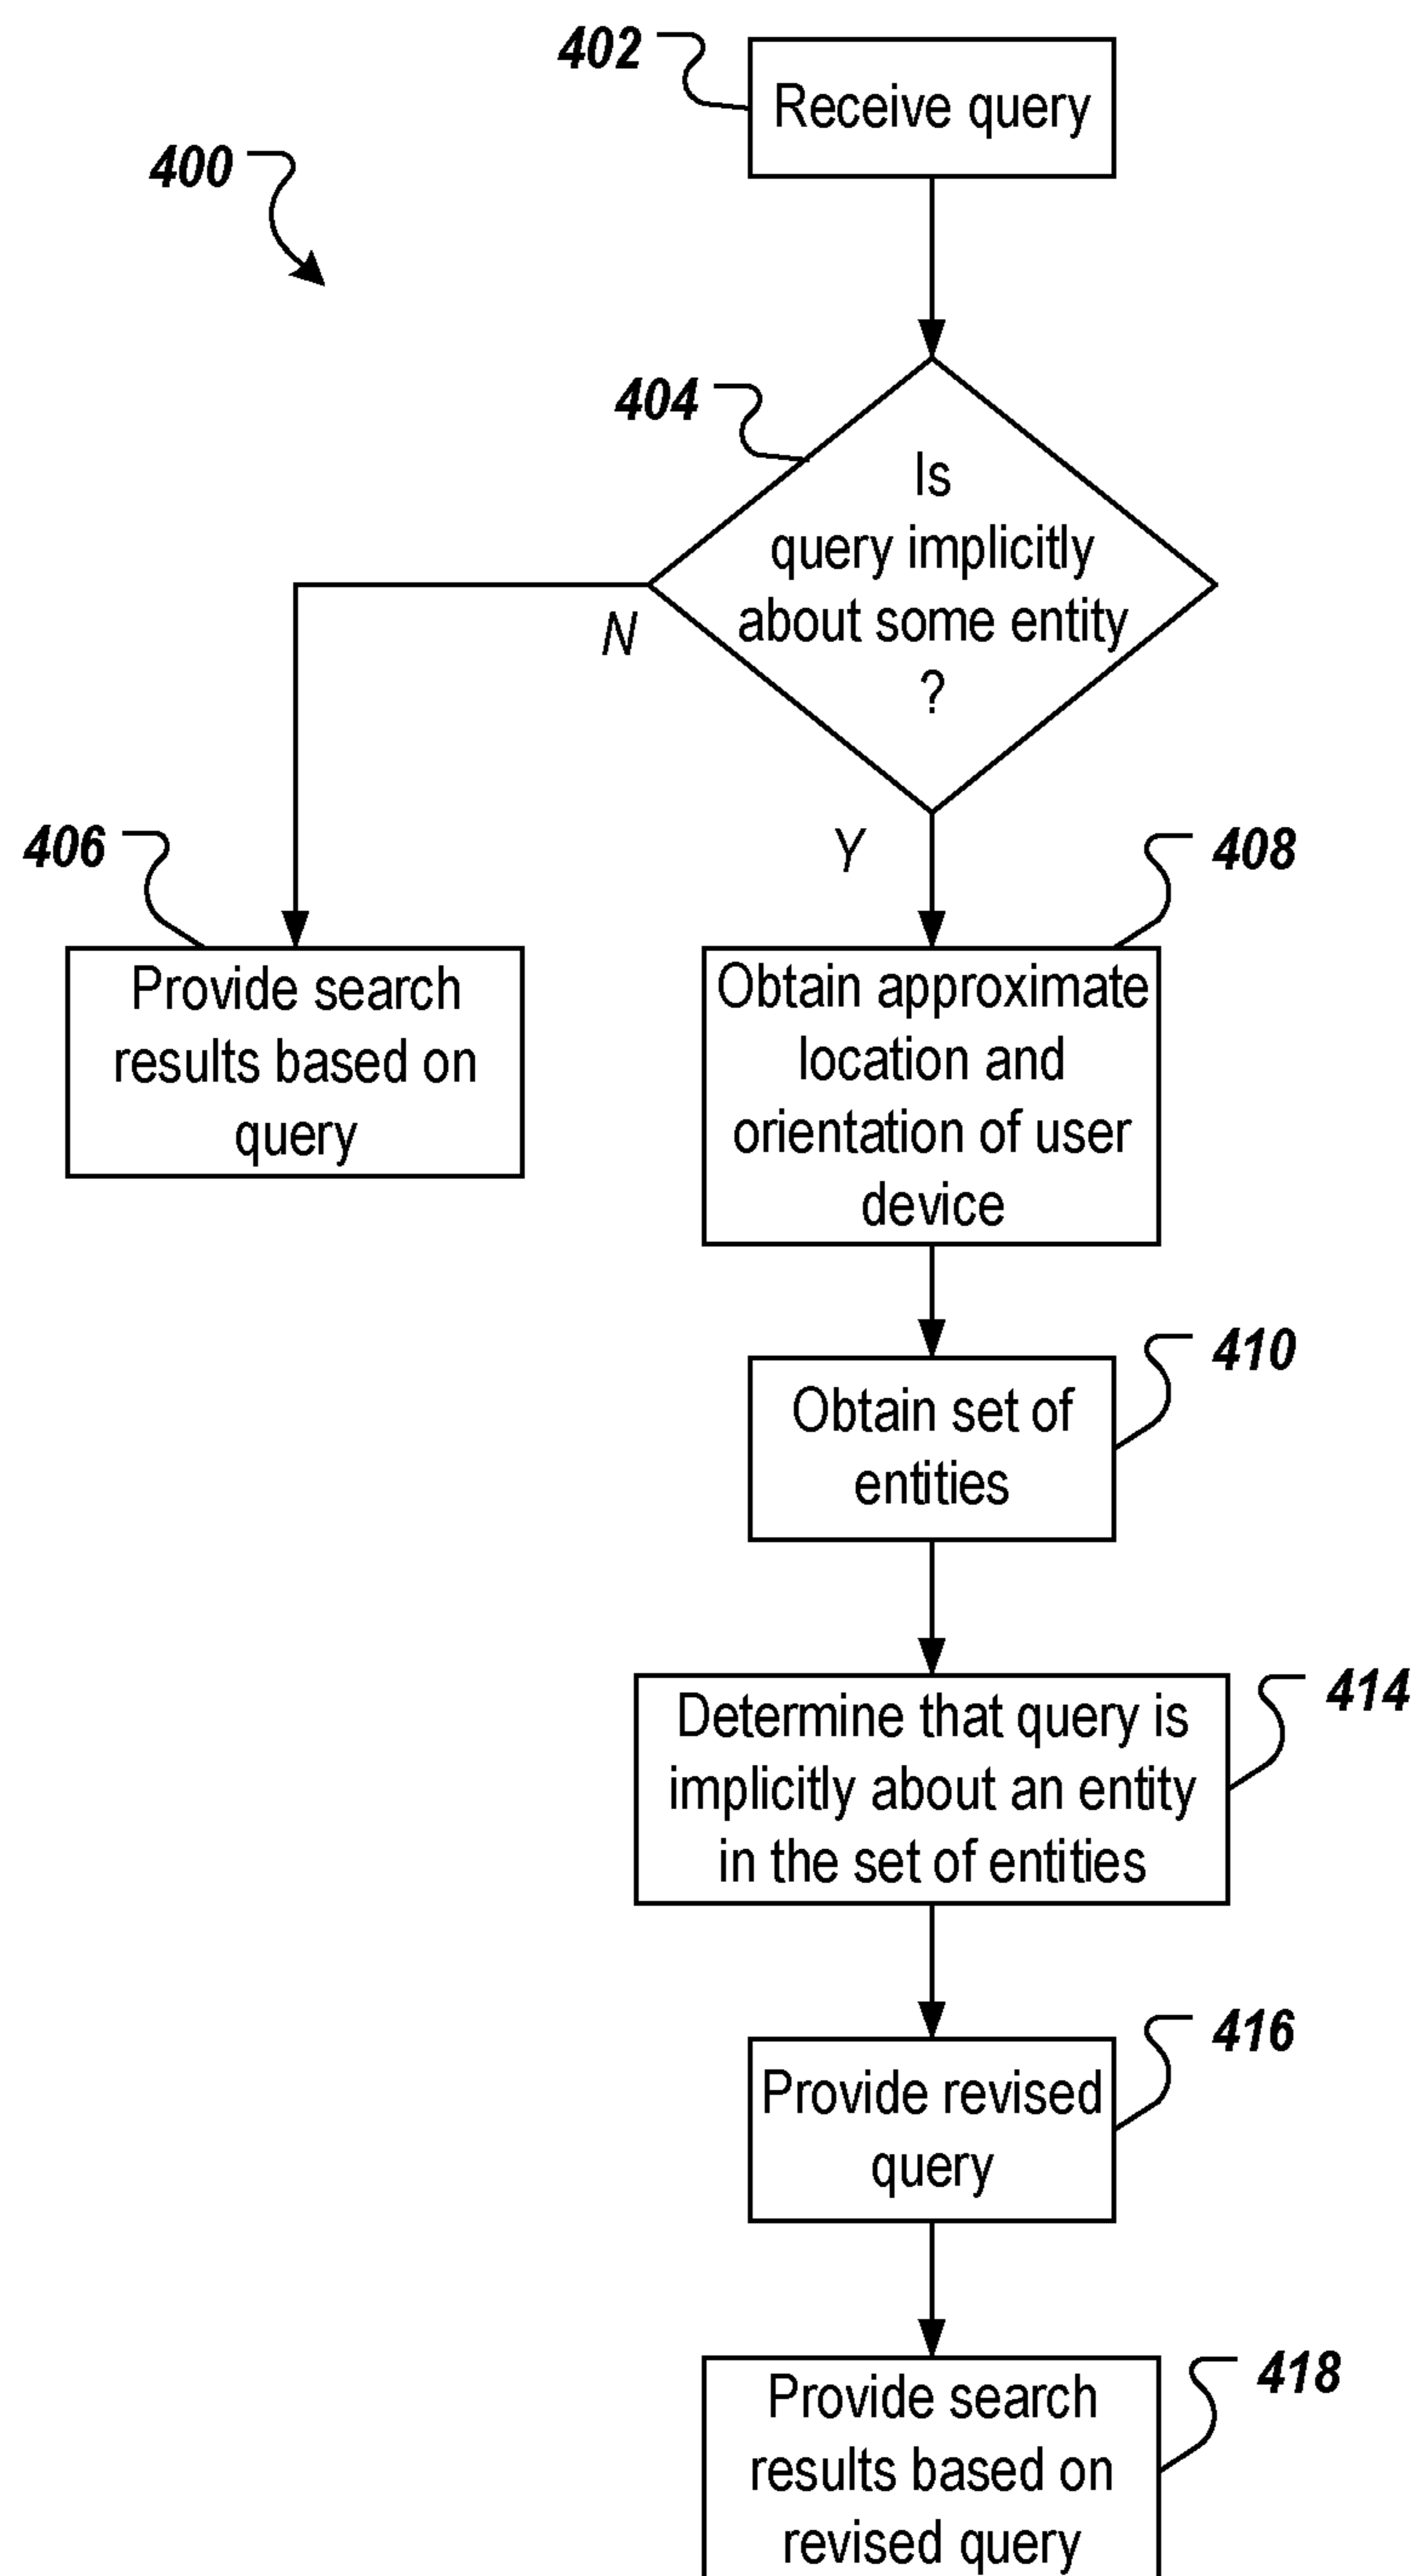 402
Receive query
400
404
Is
query implicitly
about some entity
?
N
Y
406
Provide search
results based on
query
408
Obtain approximate
location and
orientation of user
device
410
Obtain set of
entities
414
Determine that query is
implicitly about an entity
in the set of entities
416
Provide revised
query
418
Provide search
results based on
revised query